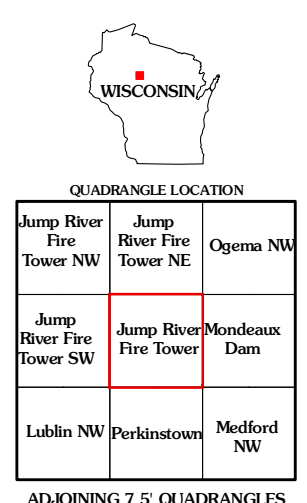 WISCONSIN
QUADRANGLE LOCATION
Jump River
Fire
Tower NW
Jump
River Fire
Tower NE
Ogema NW
Jump
River Fire
Tower SW
Jump River
Fire Tower
Mondeaux
Dam
Lublin NW
Perkinstown
Medford
NW
ADJOINING 7.5' QUADRANGLES